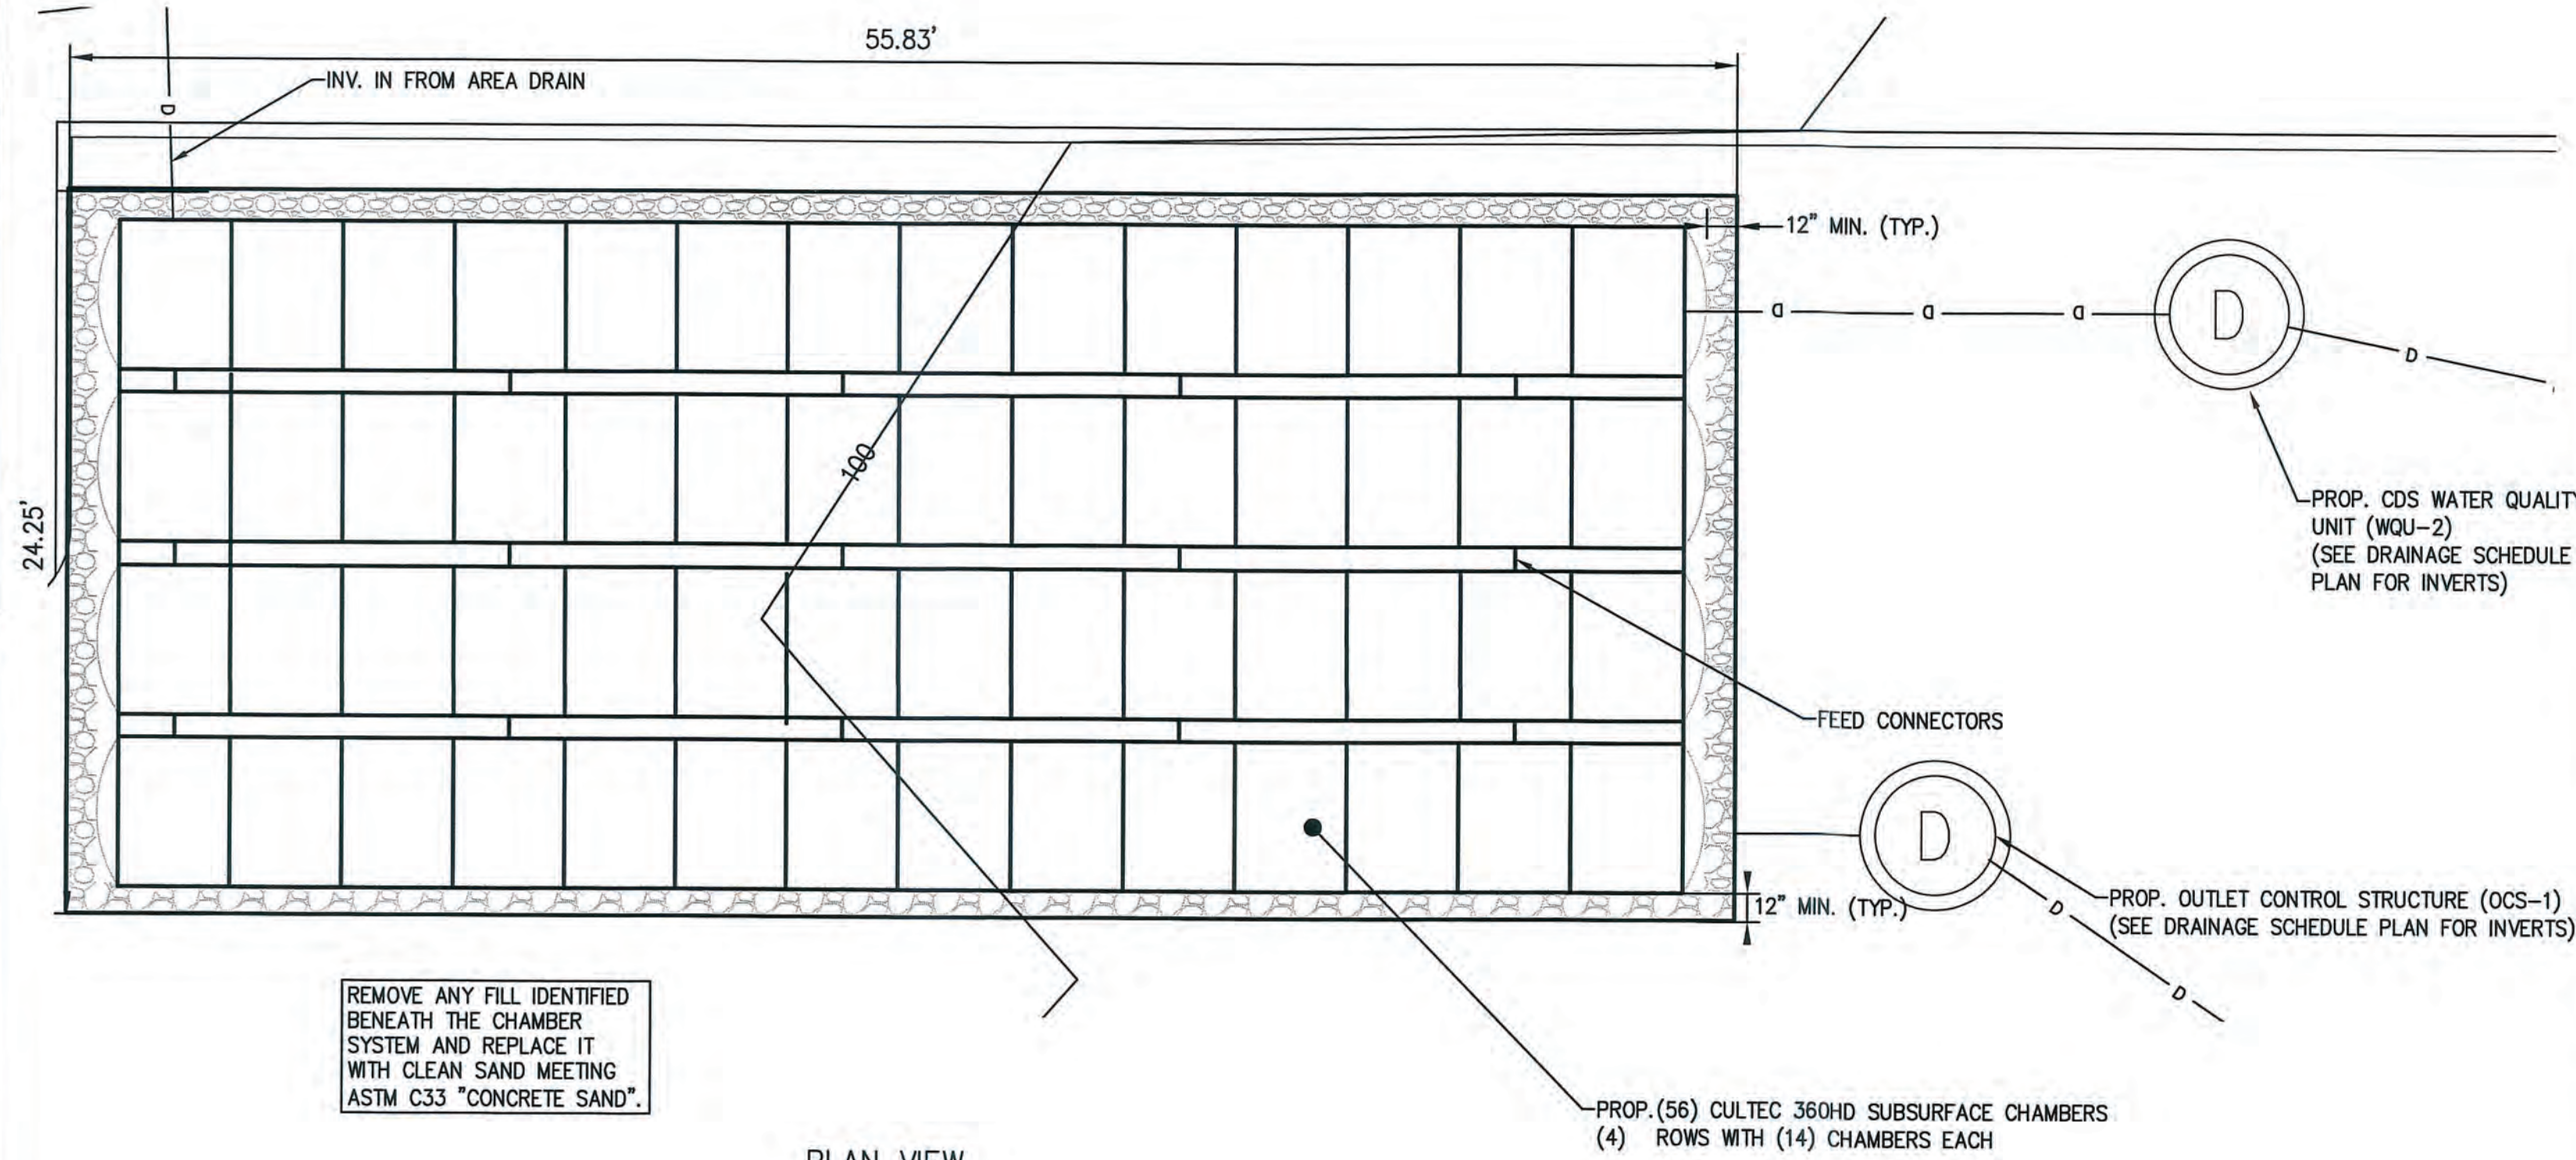 55.83'
INV. IN FROM AREA DRAIN
D
12" MIN. (TYP.)
D D D
D
D
100
24.25'
PROP. CDS WATER QUALITY
UNIT (WQU-2)
(SEE DRAINAGE SCHEDULE
PLAN FOR INVERTS)
FEED CONNECTORS
D
12" MIN. (TYP.)
PROP. OUTLET CONTROL STRUCTURE (OCS-1)
(SEE DRAINAGE SCHEDULE PLAN FOR INVERTS)
D
D
REMOVE ANY FILL IDENTIFIED
BENEATH THE CHAMBER
SYSTEM AND REPLACE IT
WITH CLEAN SAND MEETING
ASTM C33 "CONCRETE SAND".
PROP.(56) CULTEC 360HD SUBSURFACE CHAMBERS
(4) ROWS WITH (14) CHAMBERS EACH
PLAN VIEW